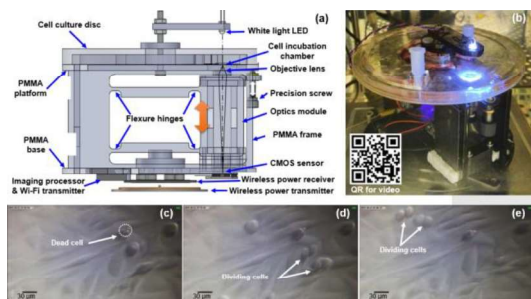 (a)
Cell culture disc
White light LED
Cell incubation
chamber
Objective lens
PMMA
platform
Precision screw
Flexure hinges
Optics module
PMMA frame
PMMA
base
CMOS sensor
Imaging processor
& Wi-Fi transmitter
Wireless power receiver
Wireless power transmitter
(b)
QR for video
(c)
Dead cell
30 μm
(d)
Dividing cells
30 μm
(e)
Dividing cells
30 μm